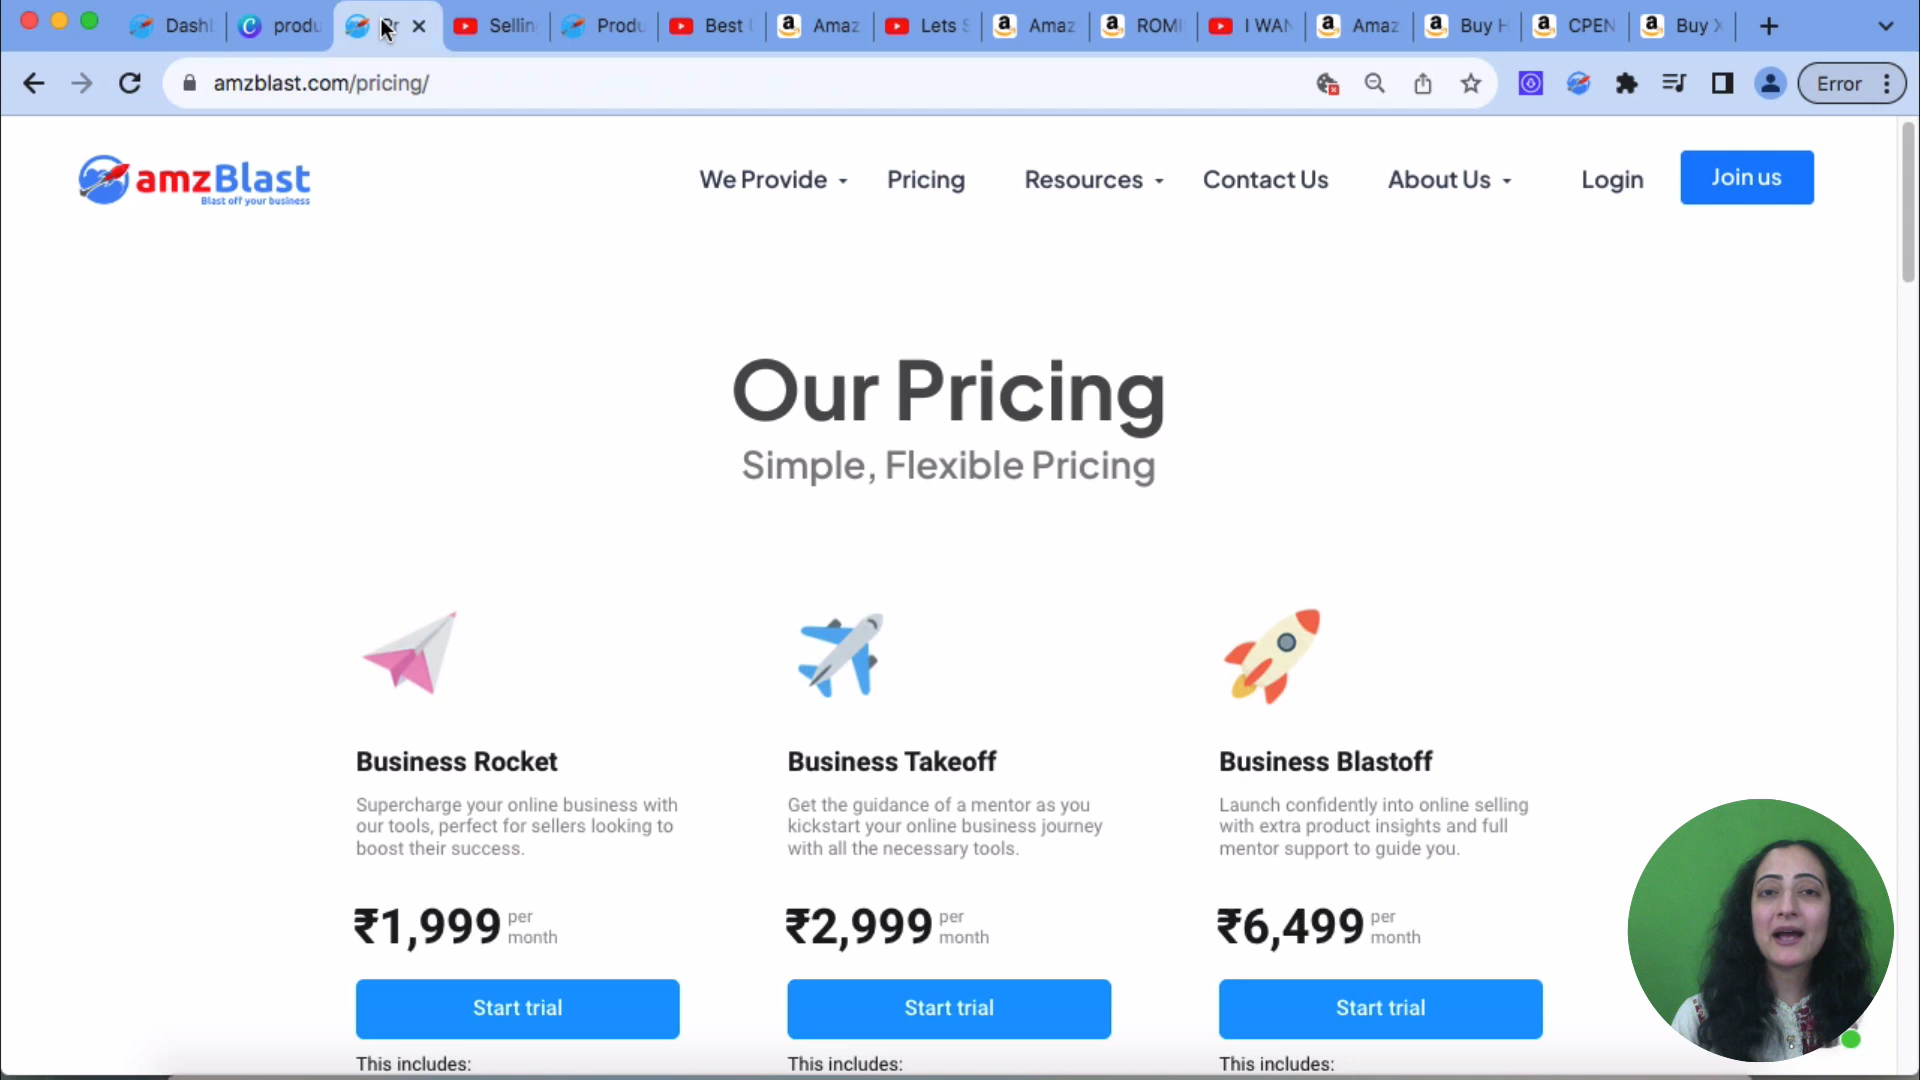 Dash
produ
Pr
Sellin
Produ
Best
Amaz
Lets S
Amaz
ROMI
I WAN
Amaz
Buy H
CPEN
Buy X
amzblast.com/pricing/
Error
amzBlast
Blast off your business
We Provide
Pricing
Resources
Contact Us
About Us
Login
Join us
Our Pricing
Simple, Flexible Pricing
Business Rocket
Supercharge your online business with
our tools, perfect for sellers looking to
boost their success.
₹1,999 per
month
Start trial
This includes:
Business Takeoff
Get the guidance of a mentor as you
kickstart your online business journey
with all the necessary tools.
₹2,999 per
month
Start trial
This includes:
Business Blastoff
Launch confidently into online selling
with extra product insights and full
mentor support to guide you.
₹6,499 per
month
Start trial
This includes: